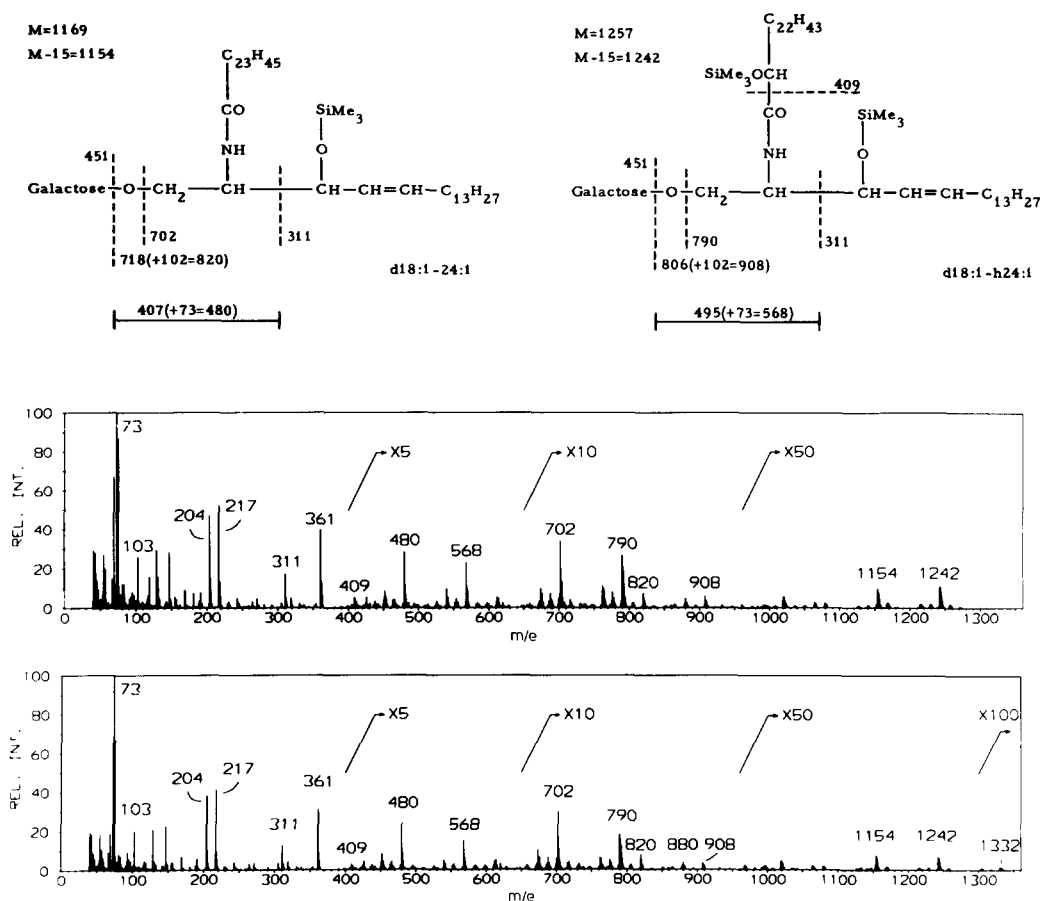 M=1169
M-15=1154
C23H45
CO
NH
SiMe3
O
451
Galactose O CH2 CH CH CH=CH C13H27
702
311
718(+102=820)
d18:1-24:1
407(+73=480)
M=1257
M-15=1242
C22H43
SiMe3OCH
409
CO
NH
SiMe3
O
451
Galactose O CH2 CH CH CH=CH C13H27
790
311
806(+102=908)
d18:1-h24:1
495(+73=568)
REL. INT.
100
80
60
40
20
0
73
103
204
217
311
361
409
X5
480
568
X10
702
790
820
908
X50
1154
1242
0 100 200 300 400 500 600 700 800 900 1000 1100 1200 1300
m/e
REL. INT.
100
80
60
40
20
0
73
103
204
217
311
361
409
X5
480
568
X10
702
790
820
880
908
X50
1154
1242
X100
1332
0 100 200 300 400 500 600 700 800 900 1000 1100 1200 1300
m/e